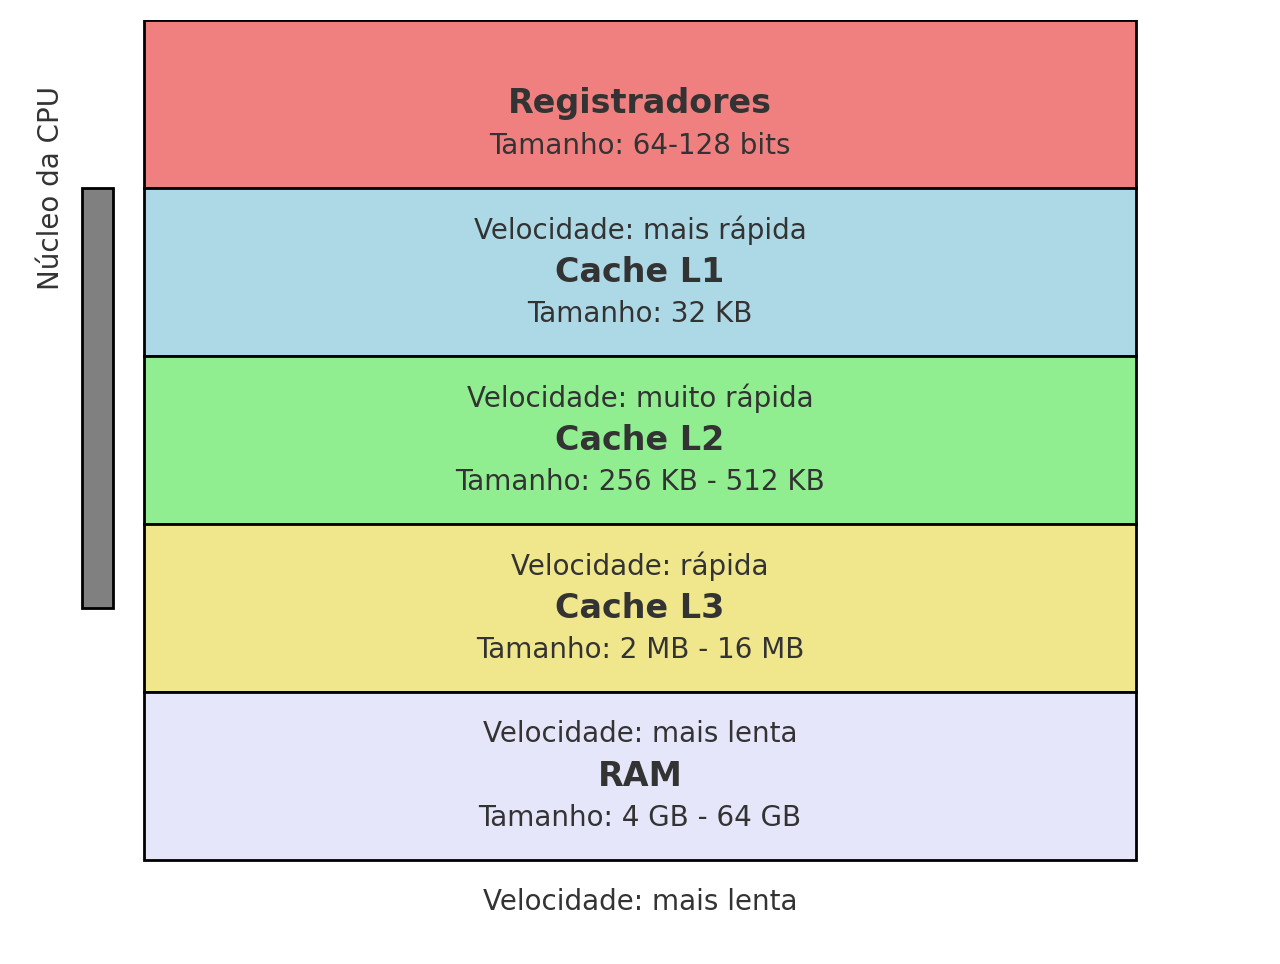 Núcleo da CPU
Registradores
Tamanho: 64-128 bits
Velocidade: mais rápida
Cache L1
Tamanho: 32 KB
Velocidade: muito rápida
Cache L2
Tamanho: 256 KB - 512 KB
Velocidade: rápida
Cache L3
Tamanho: 2 MB - 16 MB
Velocidade: mais lenta
RAM
Tamanho: 4 GB - 64 GB
Velocidade: mais lenta